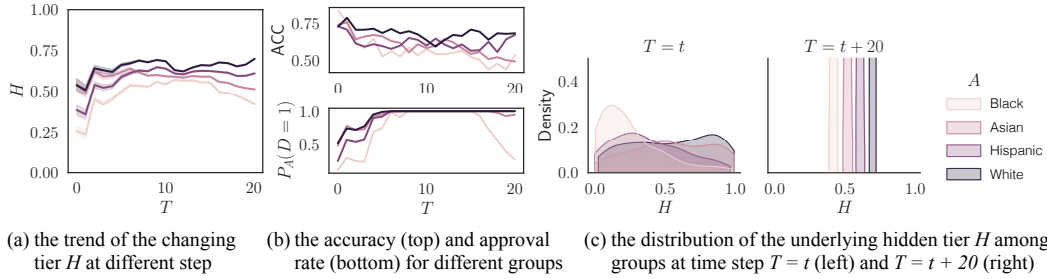 1.00
0.75
0.50
0.25
0.00
H
0 10 20
T
(a) the trend of the changing
tier H at different step
ACC
0.75
0.50
0 10 20
P_A(D = 1)
1.0
0.5
0 10 20
T
(b) the accuracy (top) and approval
rate (bottom) for different groups
T = t
Density
0.4
0.2
0.0
0.0 0.5 1.0
H
T = t + 20
0.0 0.5 1.0
H
A
Black
Asian
Hispanic
White
(c) the distribution of the underlying hidden tier H among
groups at time step T = t (left) and T = t + 20 (right)